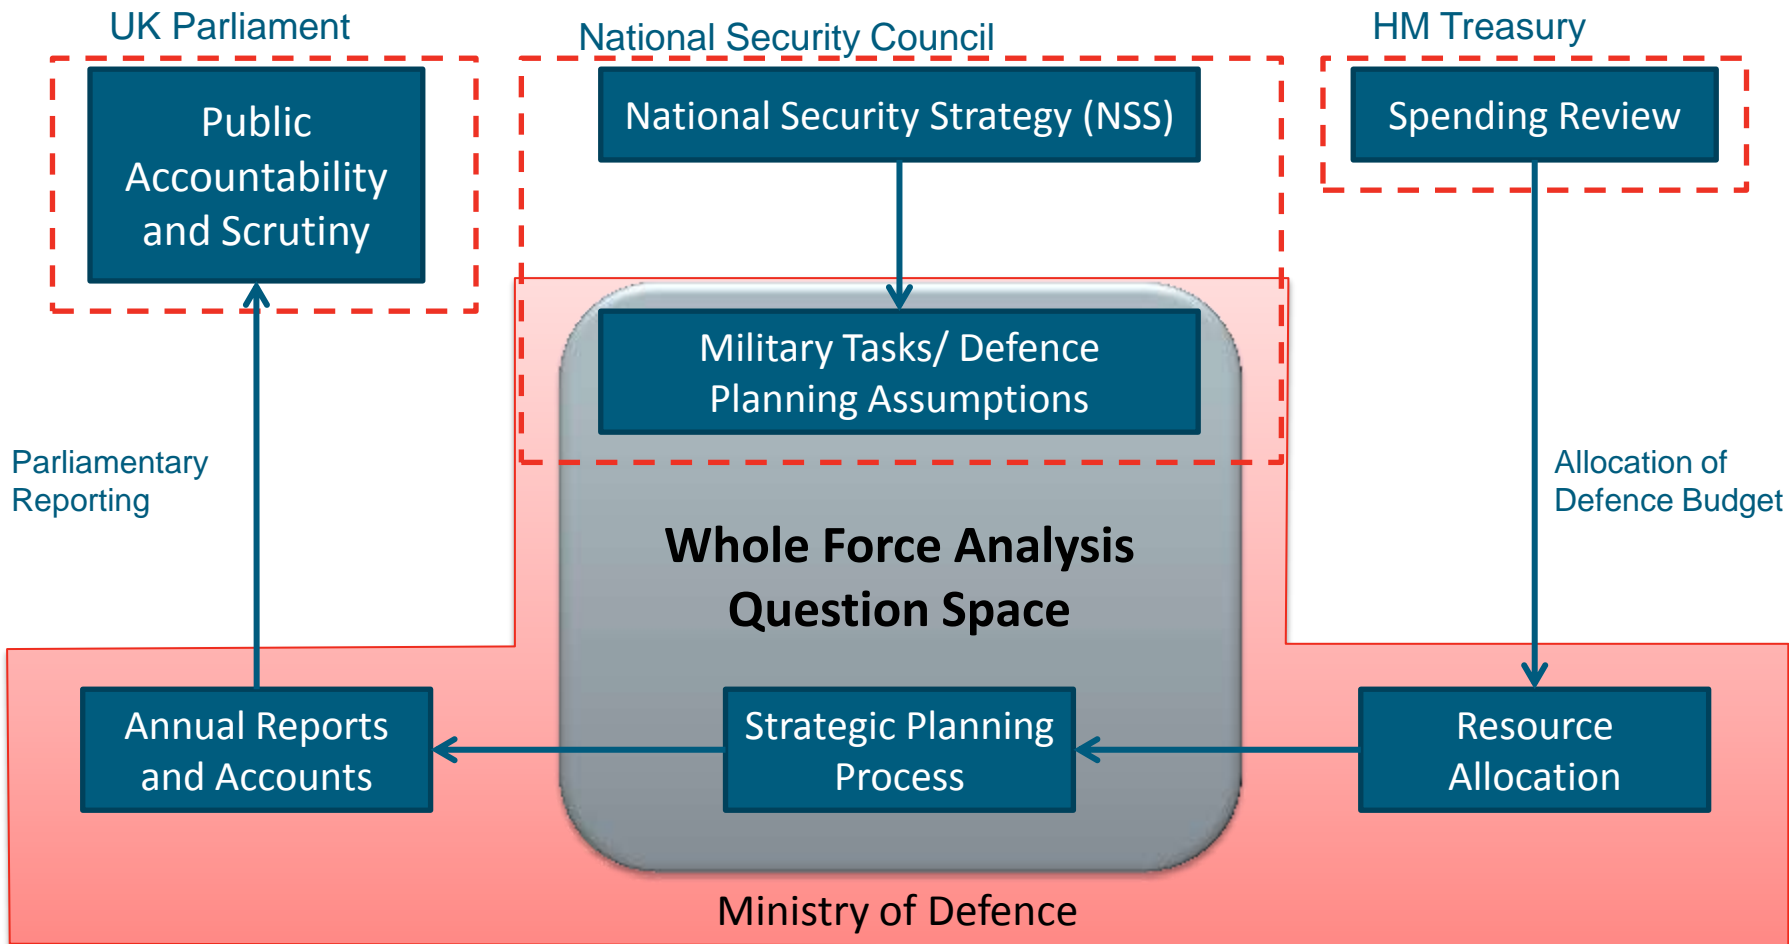 UK Parliament
National Security Council
HM Treasury
Public
Accountability
and Scrutiny
National Security Strategy (NSS)
Spending Review
Military Tasks/ Defence
Planning Assumptions
Parliamentary
Reporting
Allocation of
Defence Budget
Whole Force Analysis
Question Space
Annual Reports
and Accounts
Strategic Planning
Process
Resource
Allocation
Ministry of Defence